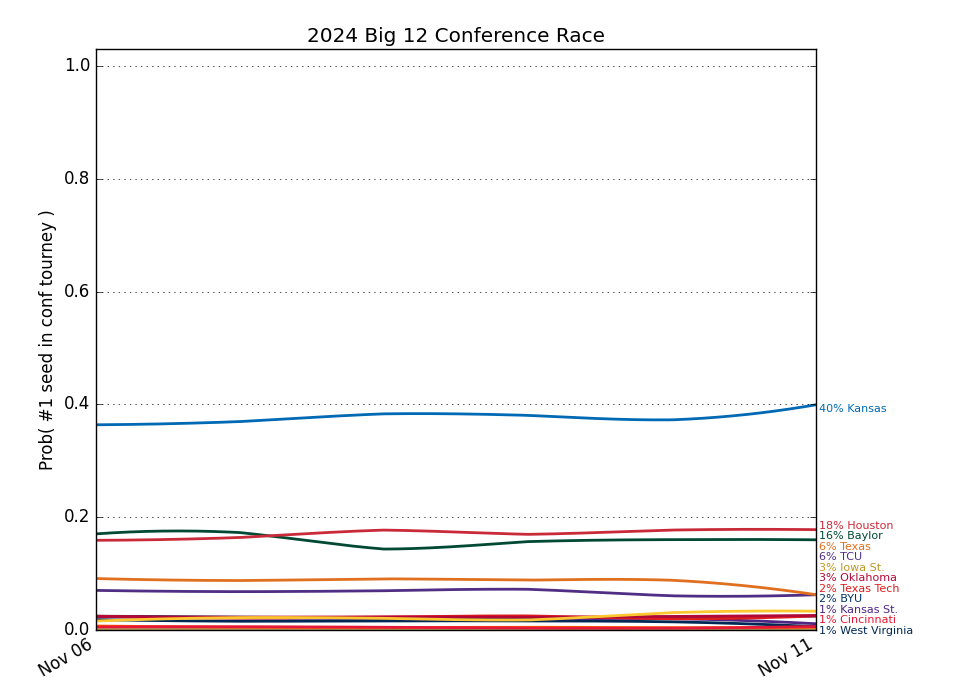 2024 Big 12 Conference Race
Prob( #1 seed in conf tourney )
1.0
0.8
0.6
0.4
0.2
0.0
Nov 06
Nov 11
40% Kansas
18% Houston
16% Baylor
6% Texas
6% TCU
3% Iowa St.
3% Oklahoma
2% Texas Tech
2% BYU
1% Kansas St.
1% Cincinnati
1% West Virginia